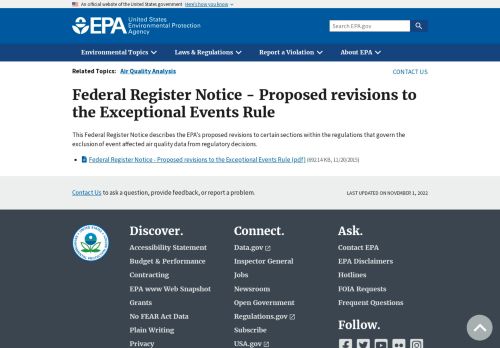 An official website of the United States government Here's how you know
EPA United States
Environmental Protection
Agency
Search EPA.gov
Environmental Topics Laws & Regulations Report a Violation About EPA
Related Topics: Air Quality Analysis CONTACT US
Federal Register Notice - Proposed revisions to
the Exceptional Events Rule
This Federal Register Notice describes the EPA's proposed revisions to certain sections within the regulations that govern the
exclusion of event affected air quality data from regulatory decisions.
Federal Register Notice - Proposed revisions to the Exceptional Events Rule (pdf) (692.14 KB, 11/20/2015)
Contact Us to ask a question, provide feedback, or report a problem. LAST UPDATED ON NOVEMBER 1, 2022
Discover.
Accessibility Statement
Budget & Performance
Contracting
EPA www Web Snapshot
Grants
No FEAR Act Data
Plain Writing
Privacy
Connect.
Data.gov
Inspector General
Jobs
Newsroom
Open Government
Regulations.gov
Subscribe
USA.gov
Ask.
Contact EPA
EPA Disclaimers
Hotlines
FOIA Requests
Frequent Questions
Follow.